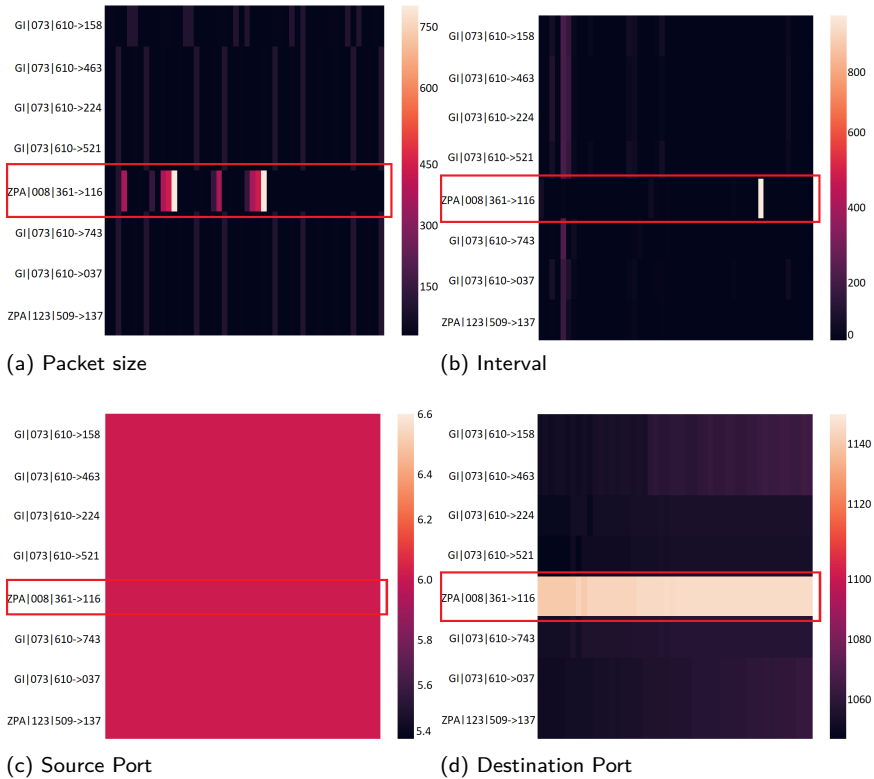 GI|073|610->158
GI|073|610->463
GI|073|610->224
GI|073|610->521
ZPA|008|361->116
GI|073|610->743
GI|073|610->037
ZPA|123|509->137
750
600
450
300
150
(a) Packet size
GI|073|610->158
GI|073|610->463
GI|073|610->224
GI|073|610->521
ZPA|008|361->116
GI|073|610->743
GI|073|610->037
ZPA|123|509->137
800
600
400
200
0
(b) Interval
GI|073|610->158
GI|073|610->463
GI|073|610->224
GI|073|610->521
ZPA|008|361->116
GI|073|610->743
GI|073|610->037
ZPA|123|509->137
6.6
6.4
6.2
6.0
5.8
5.6
5.4
(c) Source Port
GI|073|610->158
GI|073|610->463
GI|073|610->224
GI|073|610->521
ZPA|008|361->116
GI|073|610->743
GI|073|610->037
ZPA|123|509->137
1140
1120
1100
1080
1060
(d) Destination Port